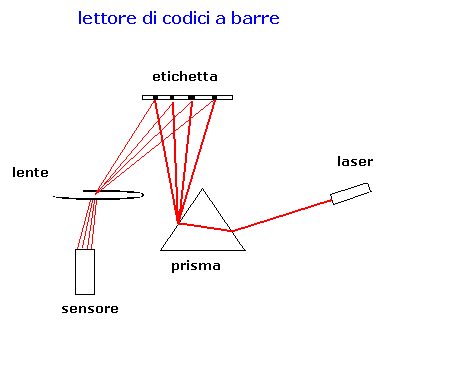 lettore di codici a barre
etichetta
laser
lente
prisma
sensore